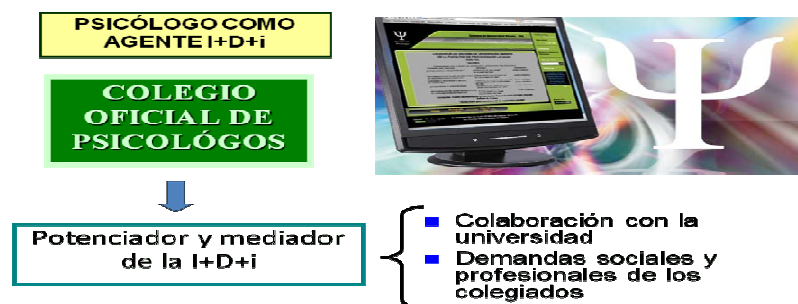 PSICÓLOGO COMO
AGENTE I+D+i
COLEGIO
OFICIAL DE
PSICOLÓGOS
Ψ
Potenciador y mediador
de la I+D+i
Colaboración con la
universidad
Demandas sociales y
profesionales de los
colegiados